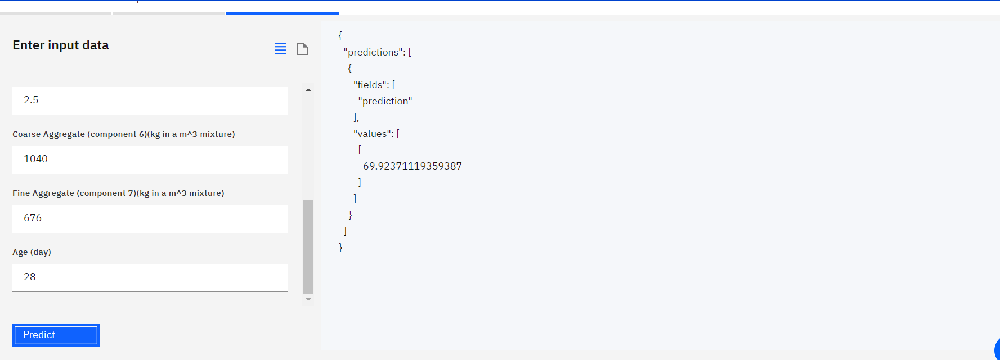 Enter input data
2.5
Coarse Aggregate (component 6)(kg in a m^3 mixture)
1040
Fine Aggregate (component 7)(kg in a m^3 mixture)
676
Age (day)
28
Predict
{
"predictions": [
{
"fields": [
"prediction"
],
"values": [
[
69.92371119359387
]
]
}
]
}